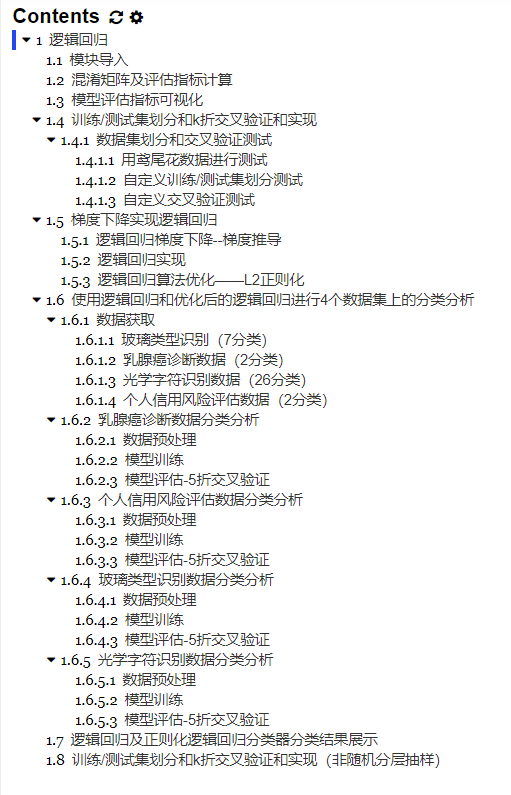 Contents
1 逻辑回归
1.1 模块导入
1.2 混淆矩阵及评估指标计算
1.3 模型评估指标可视化
1.4 训练/测试集划分和k折交叉验证和实现
1.4.1 数据集划分和交叉验证测试
1.4.1.1 用鸢尾花数据进行测试
1.4.1.2 自定义训练/测试集划分测试
1.4.1.3 自定义交叉验证测试
1.5 梯度下降实现逻辑回归
1.5.1 逻辑回归梯度下降--梯度推导
1.5.2 逻辑回归实现
1.5.3 逻辑回归算法优化——L2正则化
1.6 使用逻辑回归和优化后的逻辑回归进行4个数据集上的分类分析
1.6.1 数据获取
1.6.1.1 玻璃类型识别（7分类）
1.6.1.2 乳腺癌诊断数据（2分类）
1.6.1.3 光学字符识别数据（26分类）
1.6.1.4 个人信用风险评估数据（2分类）
1.6.2 乳腺癌诊断数据分类分析
1.6.2.1 数据预处理
1.6.2.2 模型训练
1.6.2.3 模型评估-5折交叉验证
1.6.3 个人信用风险评估数据分类分析
1.6.3.1 数据预处理
1.6.3.2 模型训练
1.6.3.3 模型评估-5折交叉验证
1.6.4 玻璃类型识别数据分类分析
1.6.4.1 数据预处理
1.6.4.2 模型训练
1.6.4.3 模型评估-5折交叉验证
1.6.5 光学字符识别数据分类分析
1.6.5.1 数据预处理
1.6.5.2 模型训练
1.6.5.3 模型评估-5折交叉验证
1.7 逻辑回归及正则化逻辑回归分类器分类结果展示
1.8 训练/测试集划分和k折交叉验证和实现（非随机分层抽样）